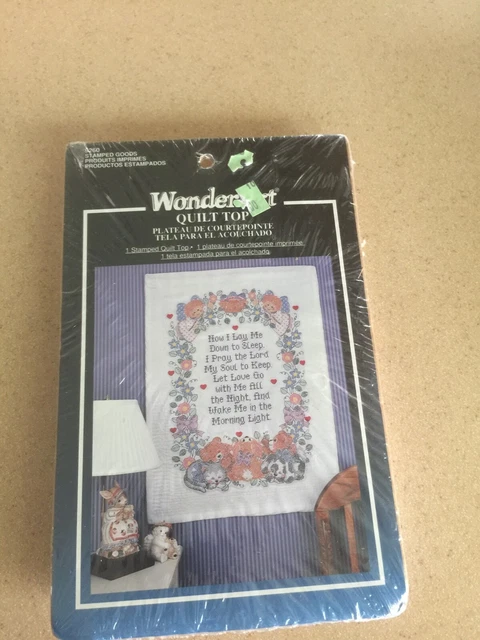 STAMPED GOODS
PRODUITS IMPRIMES
PRODUCTOS ESTAMPADOS
Wonderart
QUILT TOP
PLATEAU DE COURTEPOINTE
TELA PARA EL ACOLCHADO
1 Stamped Quilt Top • 1 plateau de courtepointe imprimée
1 tela estampada para el acolchado.
Now I Lay Me
Down to Sleep.
I Pray the Lord
My Soul to Keep.
Let Love Go
with Me All
the Night, And
Wake Me in the
Morning Light.